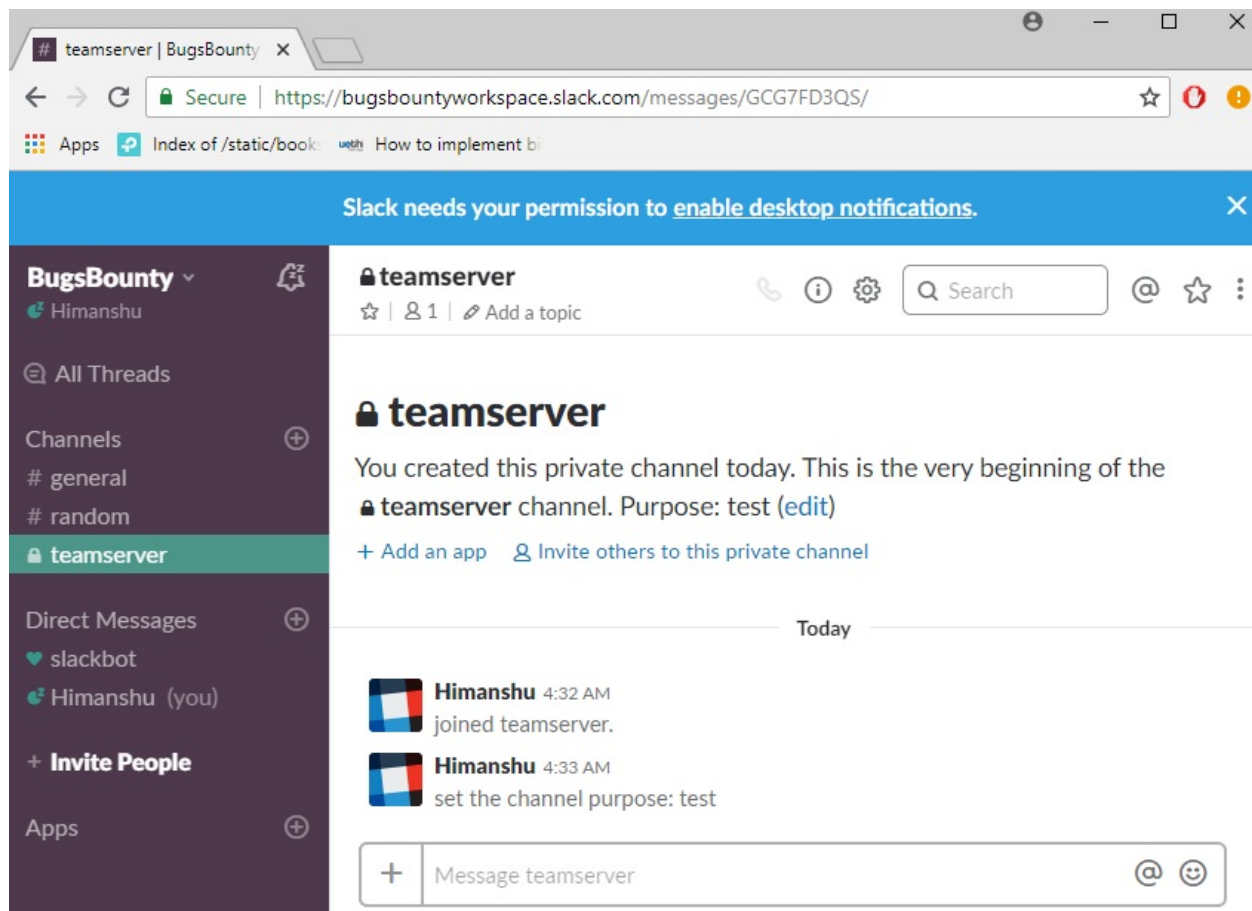 # teamserver | BugsBounty
Secure | https://bugsbountyworkspace.slack.com/messages/GCG7FD3QS/
Apps Index of /static/book How to implement bi
Slack needs your permission to enable desktop notifications.
BugsBounty
Himanshu
All Threads
Channels
# general
# random
teamserver
Direct Messages
slackbot
Himanshu (you)
+ Invite People
Apps
teamserver
1 | Add a topic
Search
teamserver
You created this private channel today. This is the very beginning of the
teamserver channel. Purpose: test (edit)
+ Add an app Invite others to this private channel
Today
Himanshu 4:32 AM
joined teamserver.
Himanshu 4:33 AM
set the channel purpose: test
+ Message teamserver @